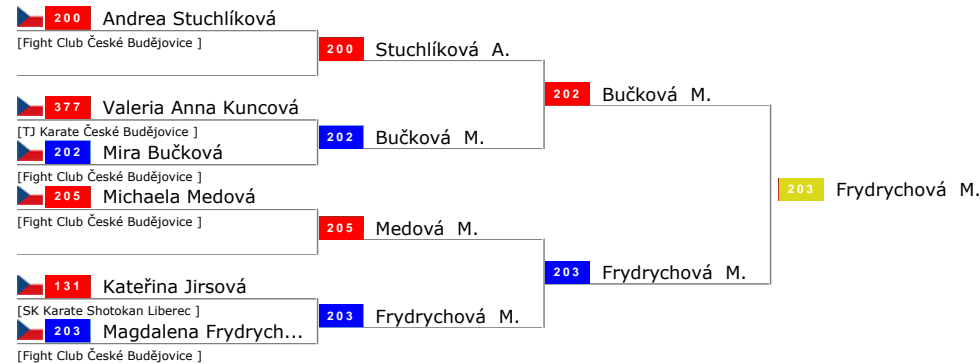 200 Andrea Stuchlíková
[Fight Club České Budějovice ]
200 Stuchlíková A.
202 Bučková M.
377 Valeria Anna Kuncová
[TJ Karate České Budějovice ]
202 Bučková M.
202 Mira Bučková
[Fight Club České Budějovice ]
203 Frydrychová M.
205 Michaela Medová
[Fight Club České Budějovice ]
205 Medová M.
203 Frydrychová M.
131 Kateřina Jirsová
[SK Karate Shotokan Liberec ]
203 Frydrychová M.
203 Magdalena Frydrych...
[Fight Club České Budějovice ]